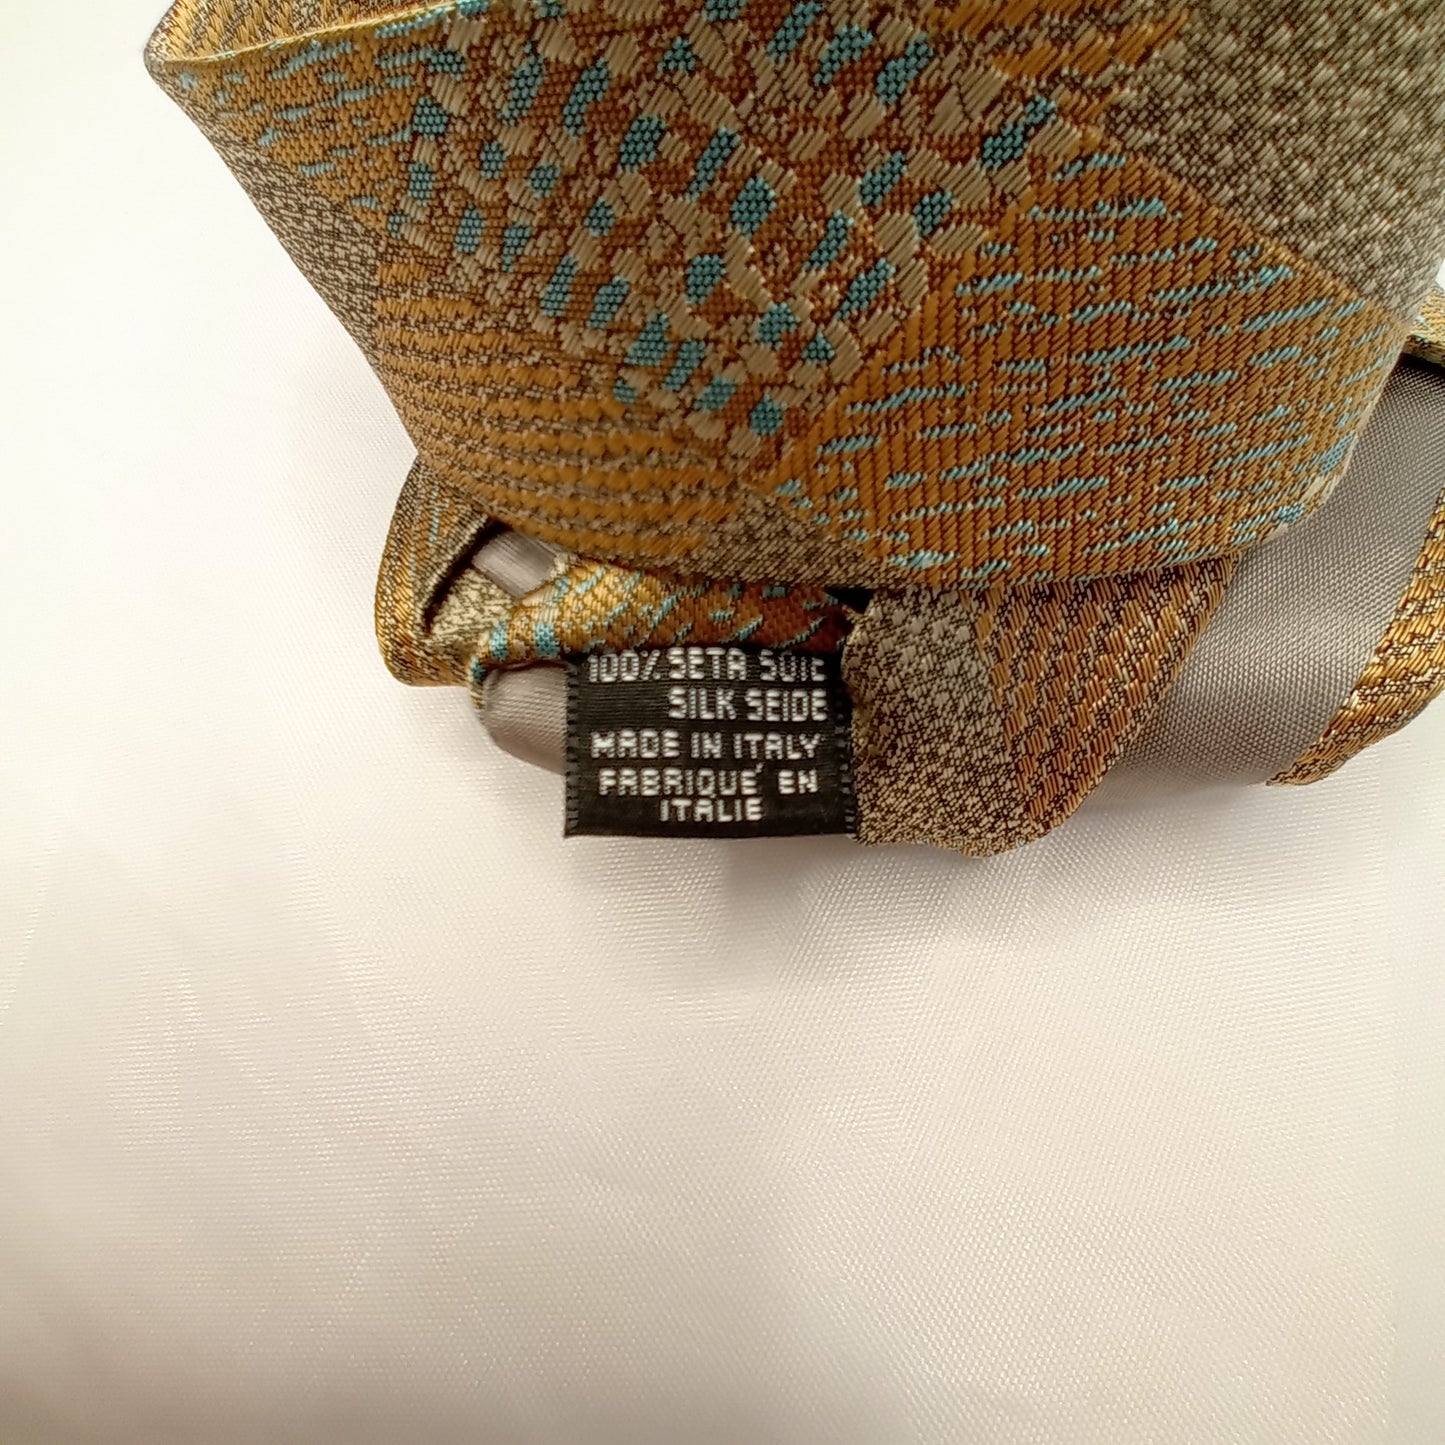 100% SETA SOIE
SILK SEIDE
MADE IN ITALY
FABRIQUE' EN
ITALIE